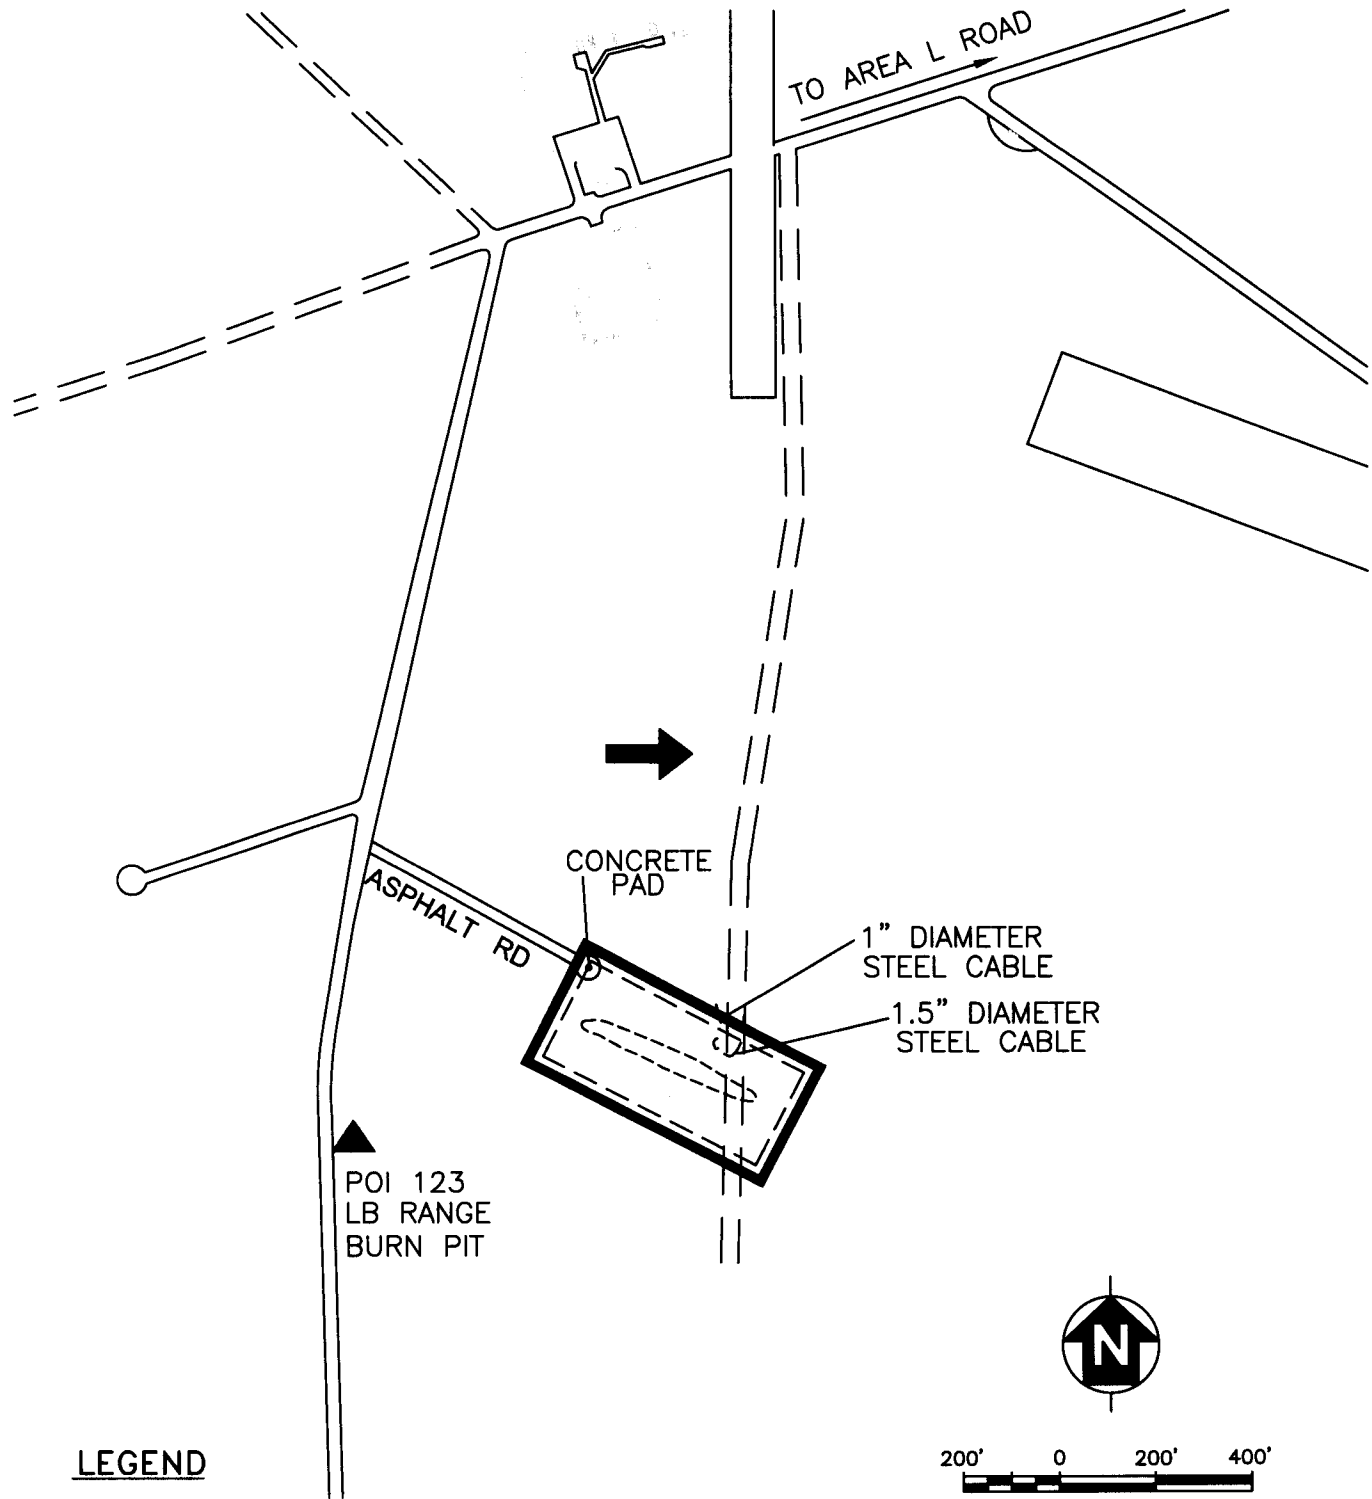 TO AREA L ROAD
CONCRETE
PAD
ASPHALT RD
1" DIAMETER
STEEL CABLE
1.5" DIAMETER
STEEL CABLE
POI 123
LB RANGE
BURN PIT
N
LEGEND
200' 0 200' 400'